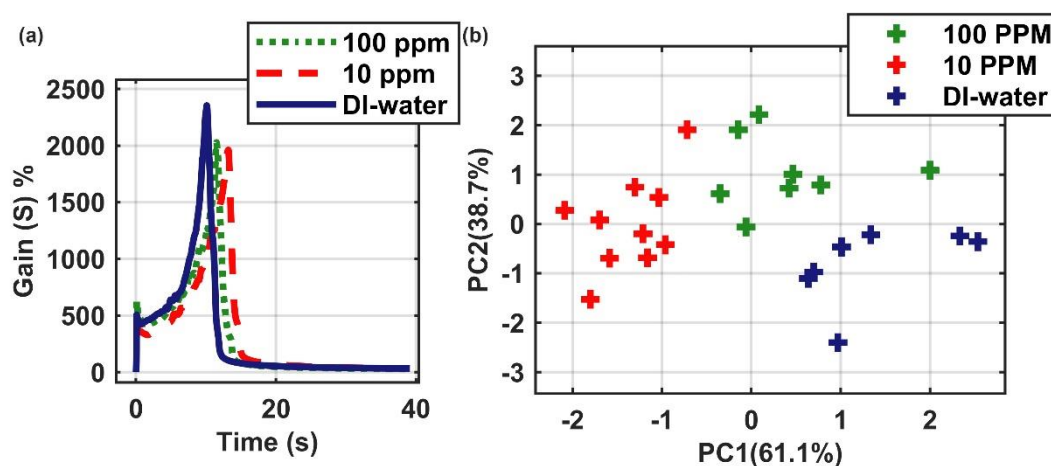 (a)
100 ppm
10 ppm
DI-water
2500
2000
1500
1000
500
0
Gain (S) %
0 20 40
Time (s)
(b)
100 PPM
10 PPM
DI-water
3
2
1
0
-1
-2
-3
PC2(38.7%)
-2 -1 0 1 2
PC1(61.1%)